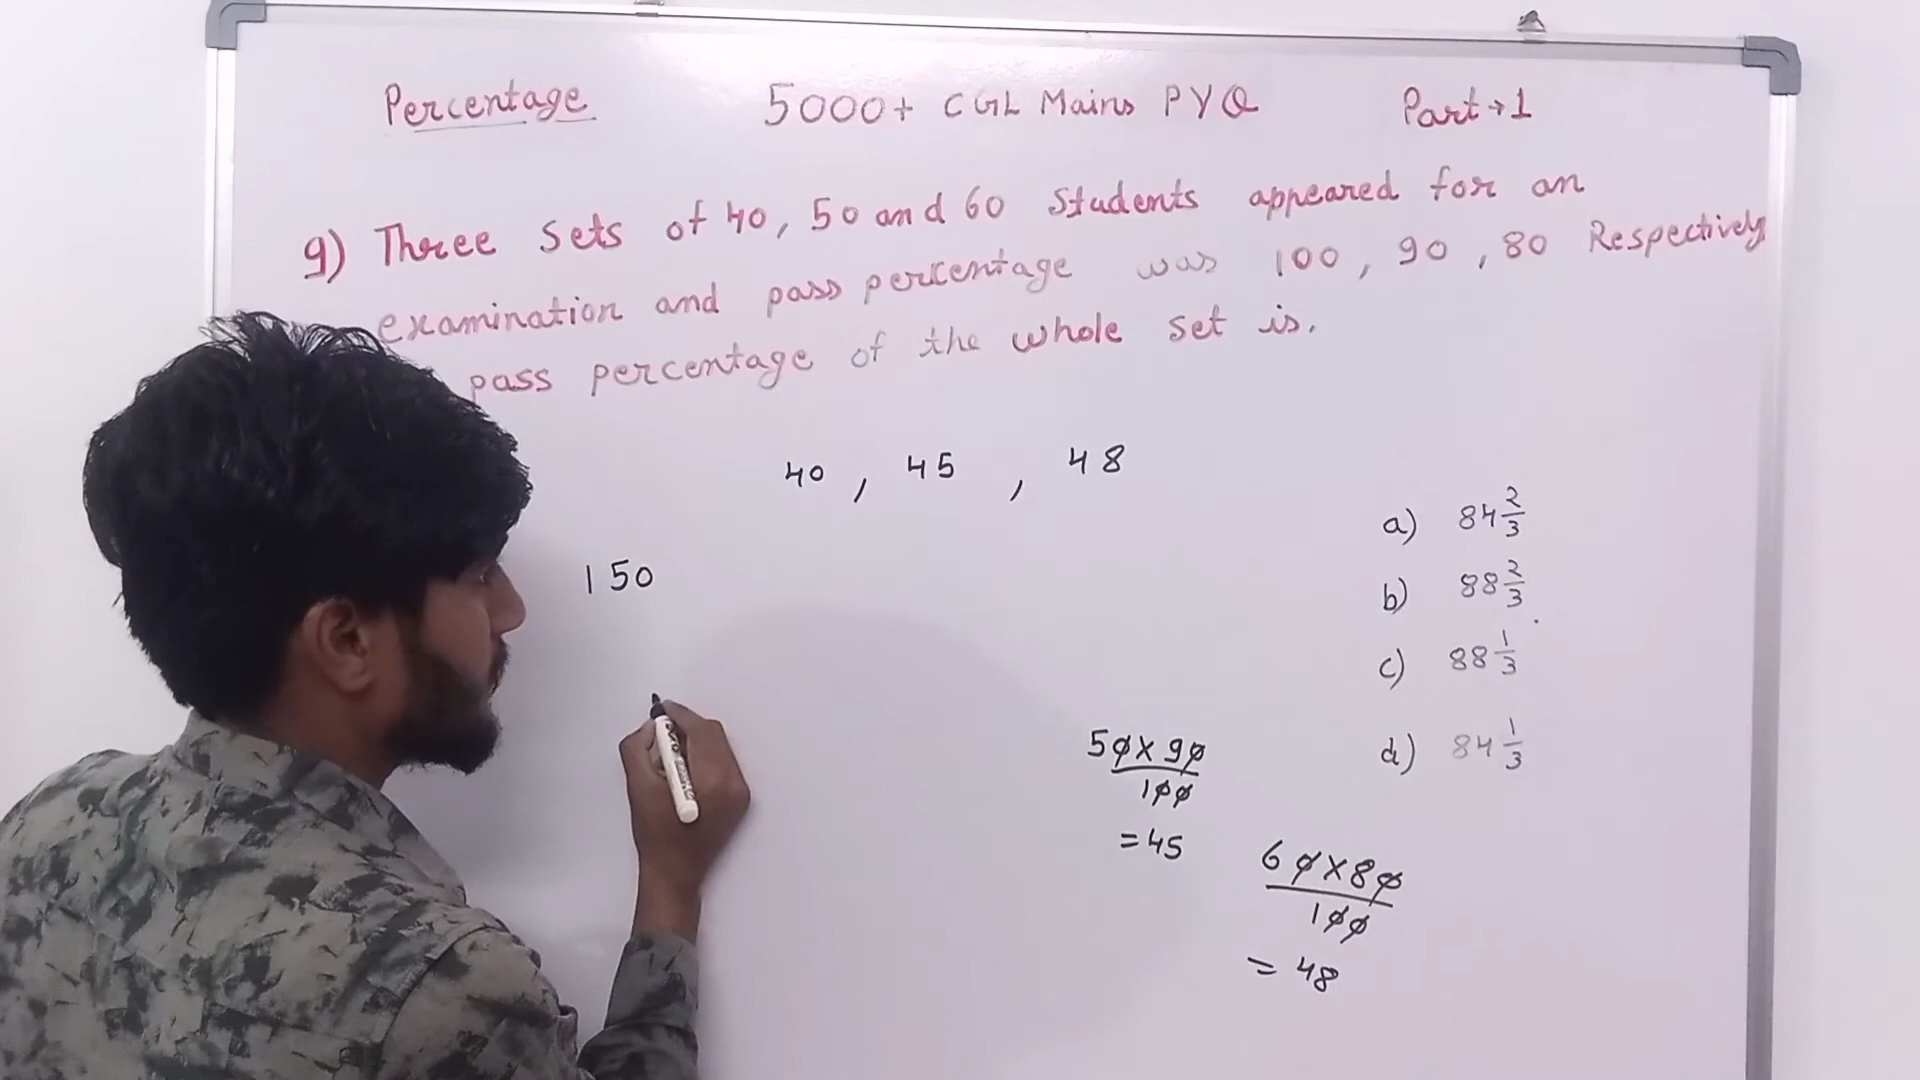 Percentage 5000+ CGL Mains PYQ Part→1
9) Three sets of 40, 50 and 60 students appeared for an
examination and pass percentage was 100, 90, 80 Respectively
pass percentage of the whole set is.
40, 45, 48
150
a) 84 2/3
b) 88 2/3
c) 88 1/3
d) 84 1/3
50 x 90
100
= 45
60 x 80
100
= 48